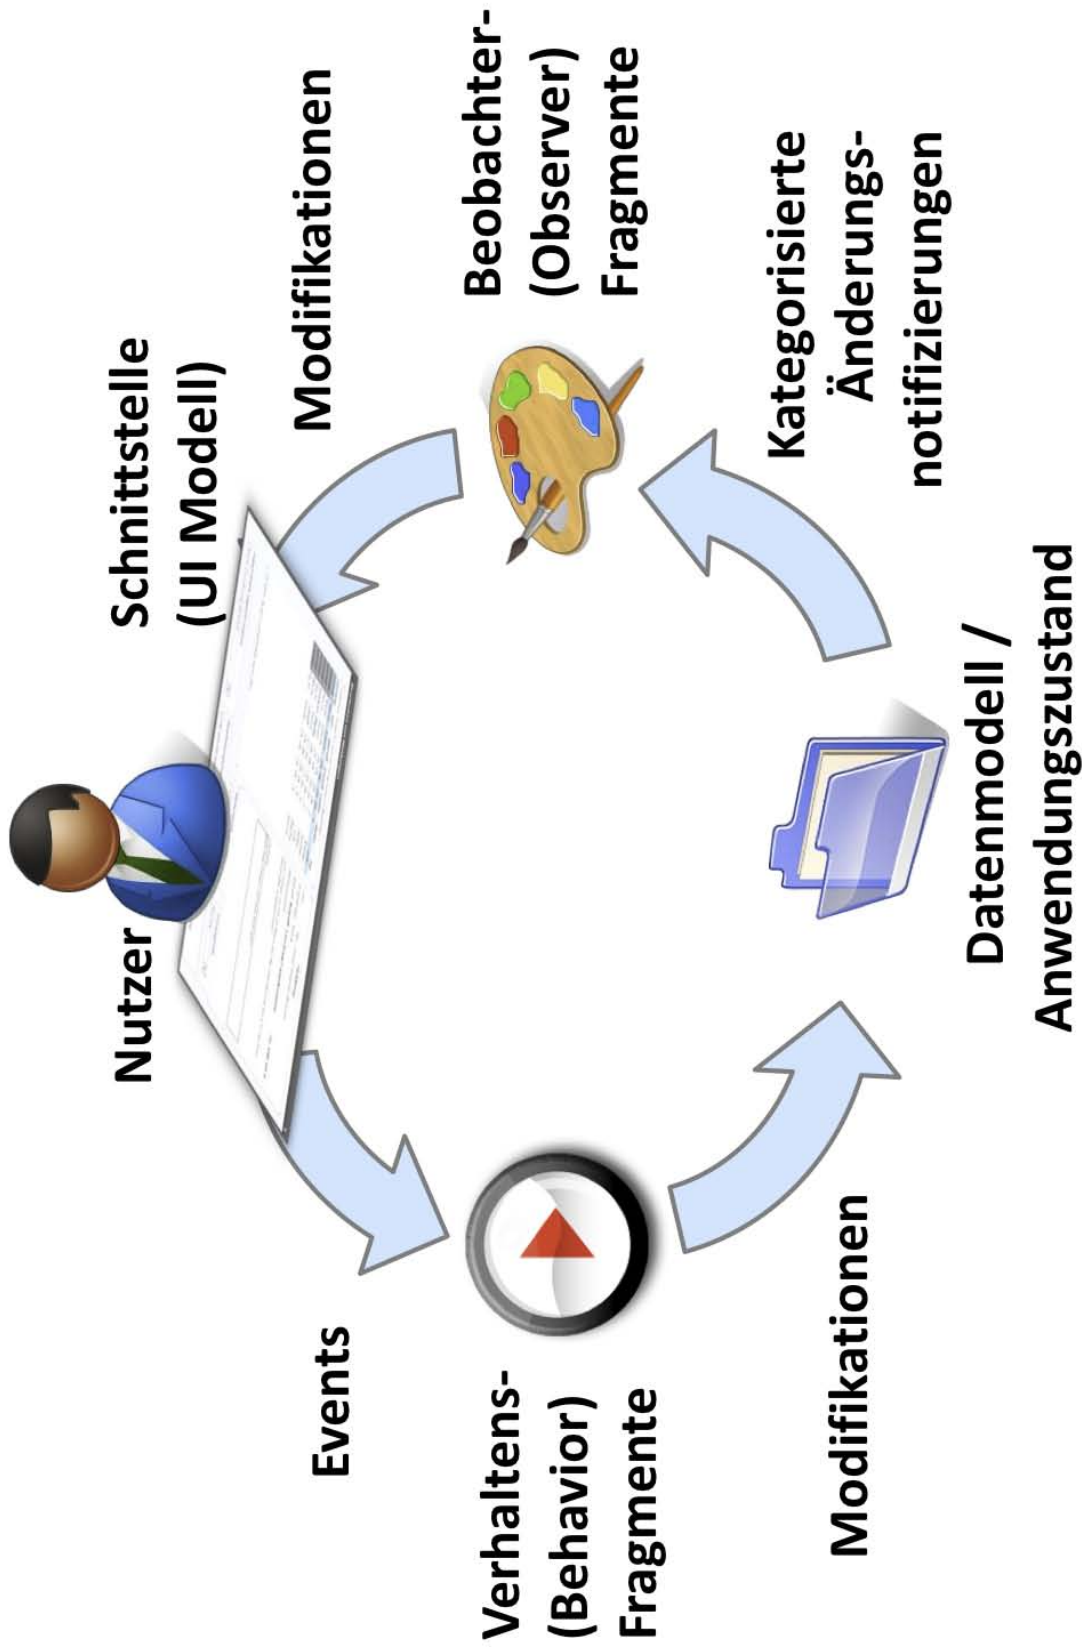 Nutzer
Schnittstelle
(UI Modell)
Events
Modifikationen
Verhaltens-
(Behavior)
Fragmente
Beobachter-
(Observer)
Fragmente
Modifikationen
Kategorisierte
Änderungs-
notifizierungen
Datenmodell /
Anwendungszustand